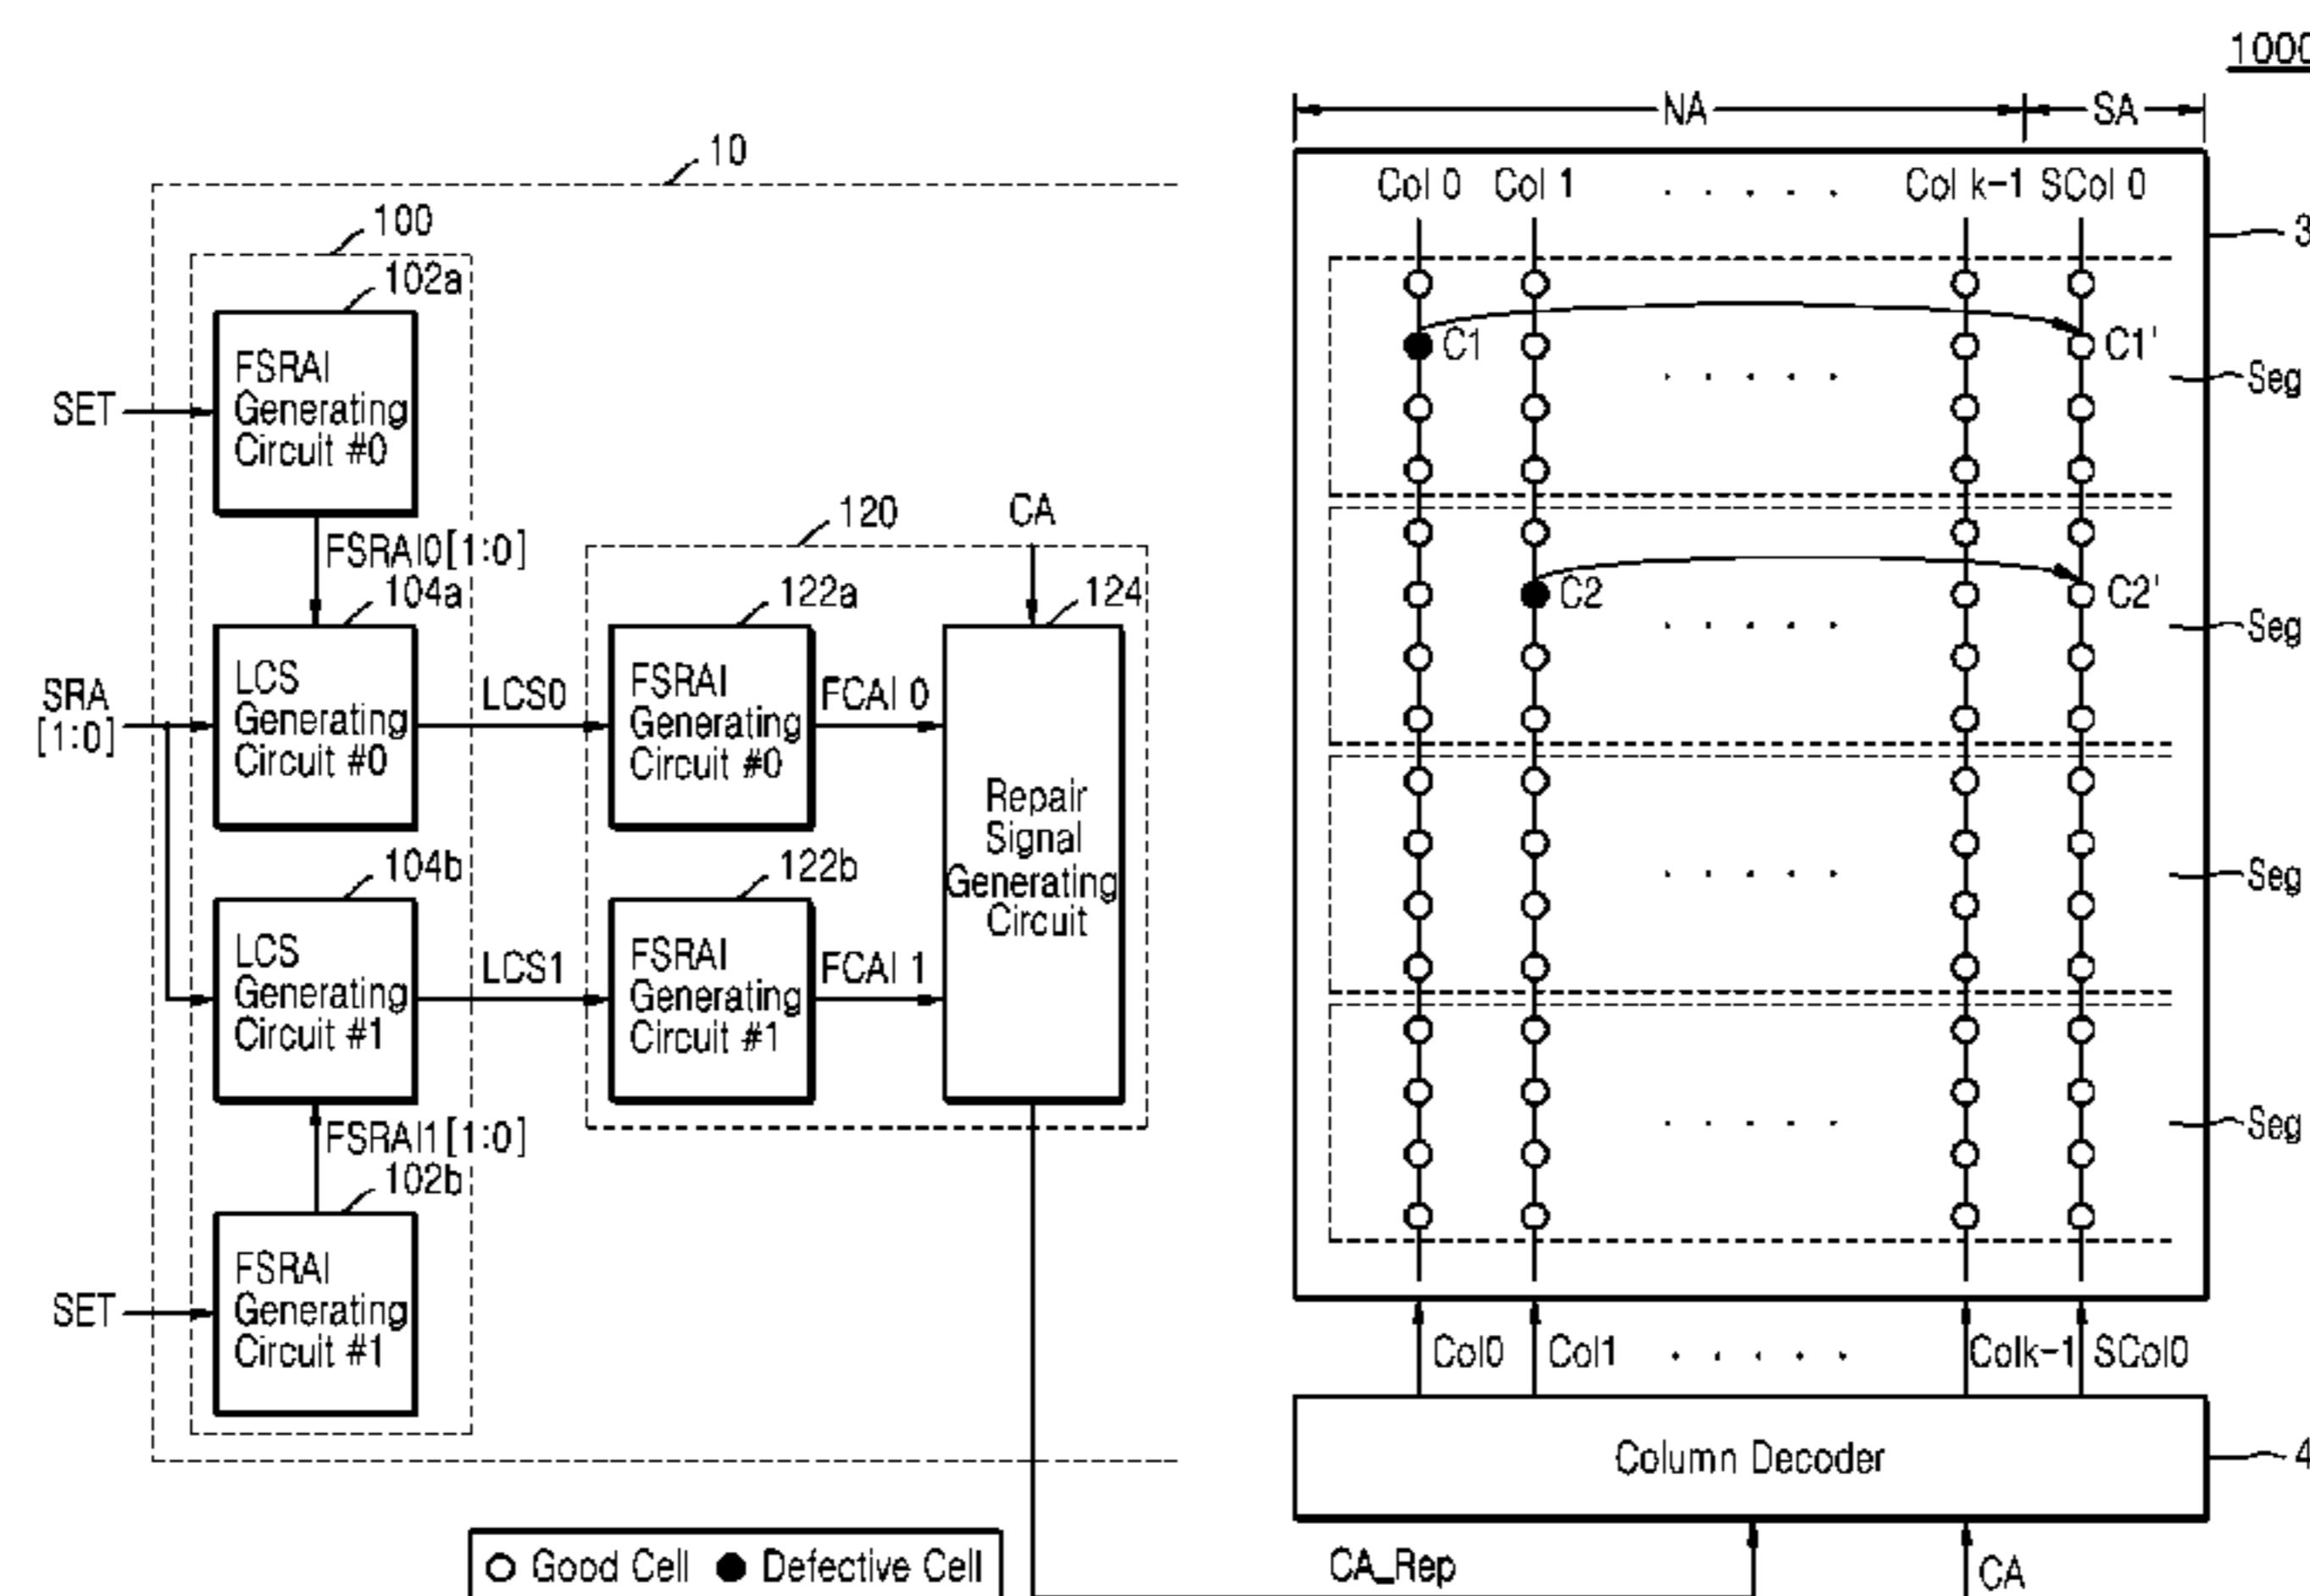 1000
NA
SA
10
Col 0
Col 1
Col k-1
SCol 0
100
3
102a
FSRAI
Generating
Circuit #0
C1
C1'
SET
Seg
120
CA
FSRAI0[1:0]
104a
122a
124
C2
C2'
Seg
SRA
[1:0]
LCS
Generating
Circuit #0
LCS0
FSRAI
Generating
Circuit #0
FCAI 0
Repair
Signal
Generating
Circuit
104b
122b
Seg
LCS
Generating
Circuit #1
LCS1
FSRAI
Generating
Circuit #1
FCAI 1
FSRAI1[1:0]
102b
Seg
FSRAI
Generating
Circuit #1
SET
Col0
Col1
Colk-1
SCol0
Column Decoder
4
Good Cell
Defective Cell
CA_Rep
CA